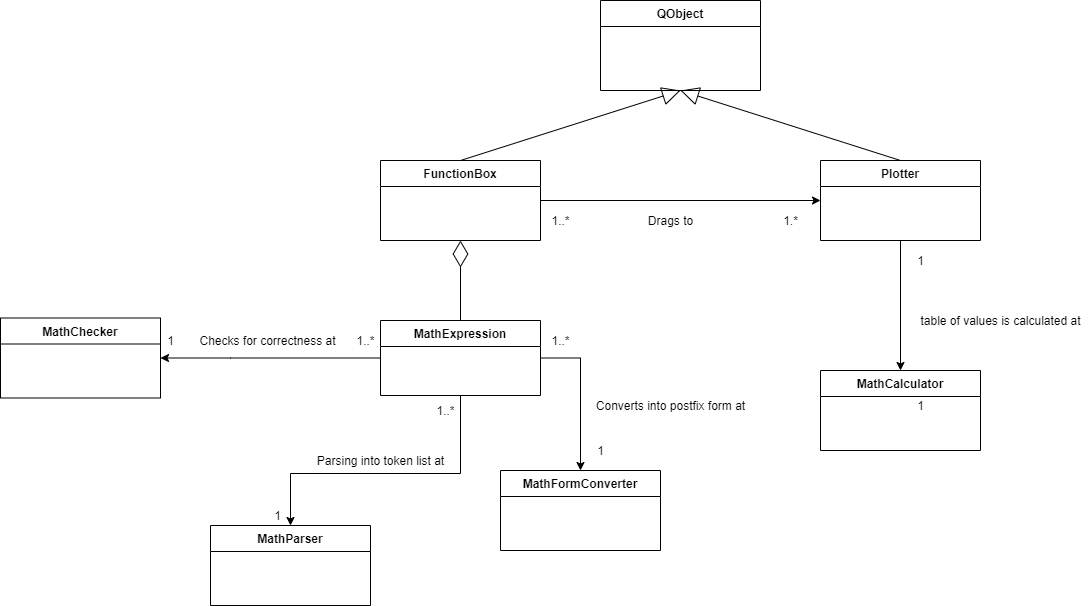 QObject
FunctionBox
Plotter
1..*
Drags to
1.*
1
table of values is calculated at
MathChecker
1
Checks for correctness at
1..*
MathExpression
1..*
MathCalculator
1
1..*
Converts into postfix form at
Parsing into token list at
1
MathFormConverter
1
MathParser